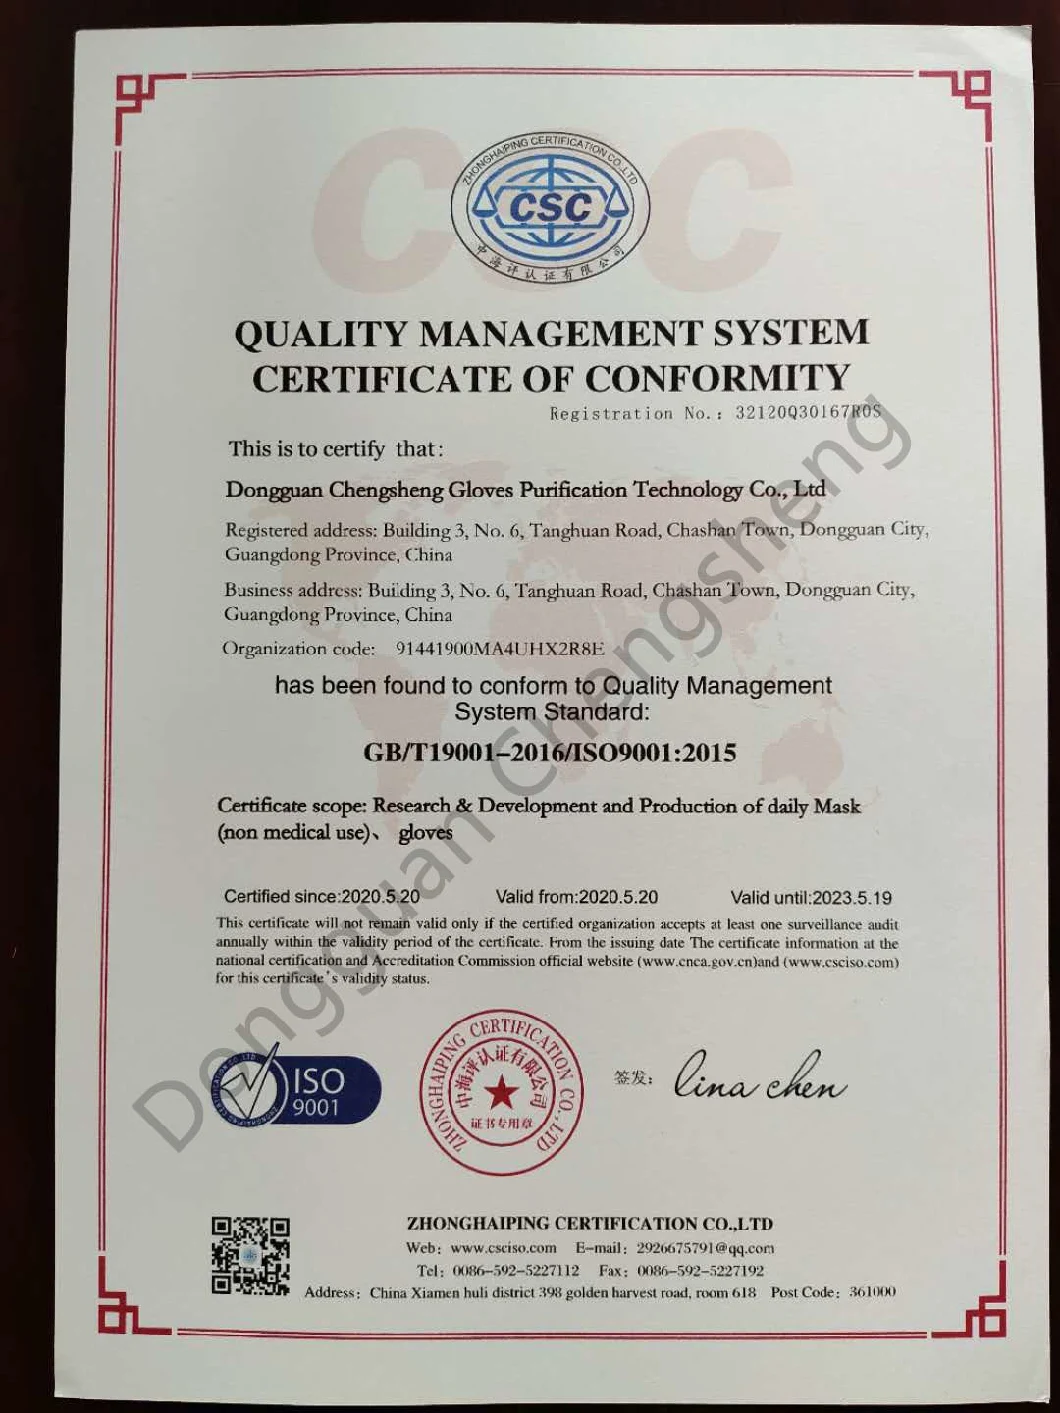 CSC
ZHONGHAIPING CERTIFICATION CO.,LTD
CSC
中海评认证有限公司
QUALITY MANAGEMENT SYSTEM
CERTIFICATE OF CONFORMITY
Registration No.: 32120Q30167R0S
This is to certify that:
Dongguan Chengsheng Gloves Purification Technology Co., Ltd
Registered address: Building 3, No. 6, Tanghuan Road, Chashan Town, Dongguan City,
Guangdong Province, China
Business address: Building 3, No. 6, Tanghuan Road, Chashan Town, Dongguan City,
Guangdong Province, China
Organization code: 91441900MA4UHX2R8E
has been found to conform to Quality Management
System Standard:
GB/T19001-2016/ISO9001:2015
Certificate scope: Research & Development and Production of daily Mask
(non medical use)、 gloves
Certified since:2020.5.20 Valid from:2020.5.20 Valid until:2023.5.19
This certificate will not remain valid only if the certified organization accepts at least one surveillance audit
annually within the validity period of the certificate. From the issuing date The certificate information at the
national certification and Accreditation Commission official website (www.cnca.gov.cn)and (www.csciso.com)
for this certificate's validity status.
Dongguan Chengsheng
ISO
9001
ZHONGHAIPING CERTIFICATION CO.,LTD
中海评认证有限公司
证书专用章
签发: lina chen
ZHONGHAIPING CERTIFICATION CO.,LTD
Web: www.csciso.com E-mail: 2926675791@qq.com
Tel: 0086-592-5227112 Fax: 0086-592-5227192
Address: China Xiamen huli district 398 golden harvest road, room 618 Post Code: 361000